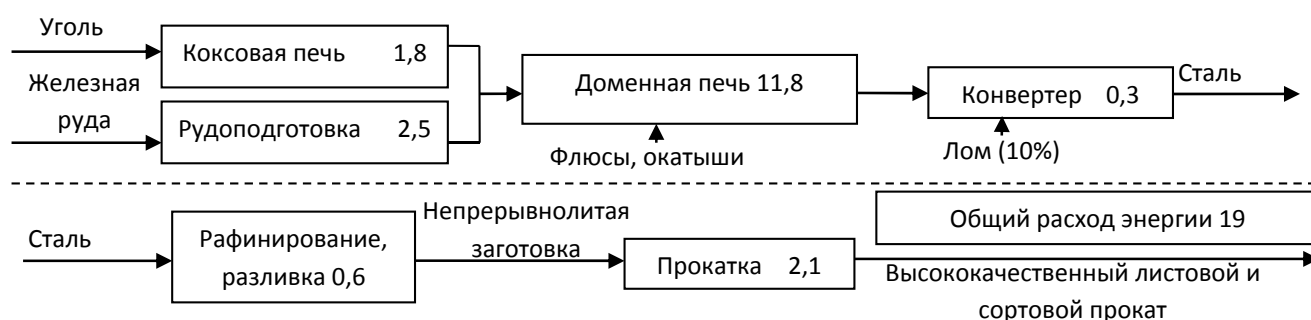 Уголь
Коксовая печь 1,8
Железная
руда
Рудоподготовка 2,5
Доменная печь 11,8
Флюсы, окатыши
Конвертер 0,3
Лом (10%)
Сталь
Сталь
Рафинирование,
разливка 0,6
Непрерывнолитая
заготовка
Прокатка 2,1
Общий расход энергии 19
Высококачественный листовой и
сортовой прокат